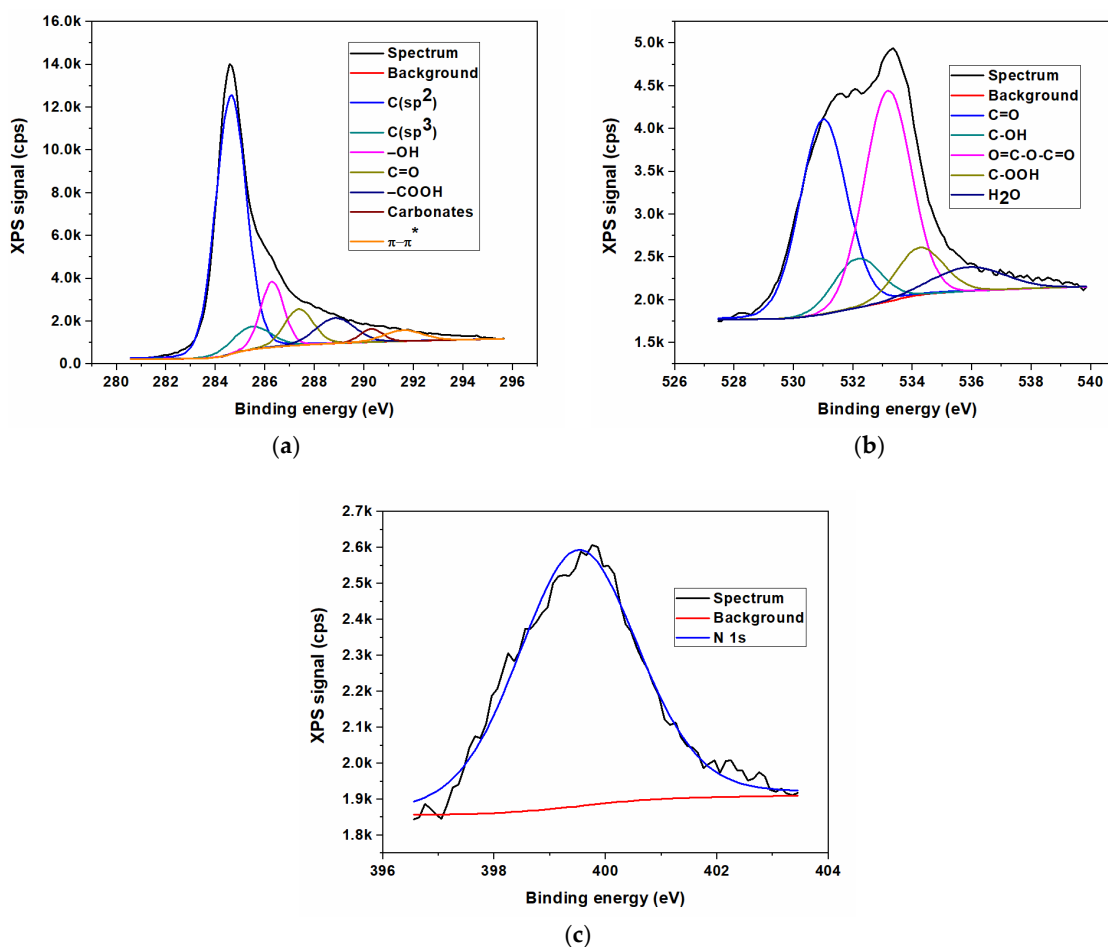 16.0k
14.0k
12.0k
10.0k
8.0k
6.0k
4.0k
2.0k
0.0
XPS signal (cps)
Spectrum
Background
C(sp2)
C(sp3)
–OH
C=O
–COOH
Carbonates
π–π*
280 282 284 286 288 290 292 294 296
Binding energy (eV)
(a)
5.0k
4.5k
4.0k
3.5k
3.0k
2.5k
2.0k
1.5k
XPS signal (cps)
Spectrum
Background
C=O
C-OH
O=C-O-C=O
C-OOH
H2O
526 528 530 532 534 536 538 540
Binding energy (eV)
(b)
2.7k
2.6k
2.5k
2.4k
2.3k
2.2k
2.1k
2.0k
1.9k
1.8k
XPS signal (cps)
Spectrum
Background
N 1s
396 398 400 402 404
Binding energy (eV)
(c)